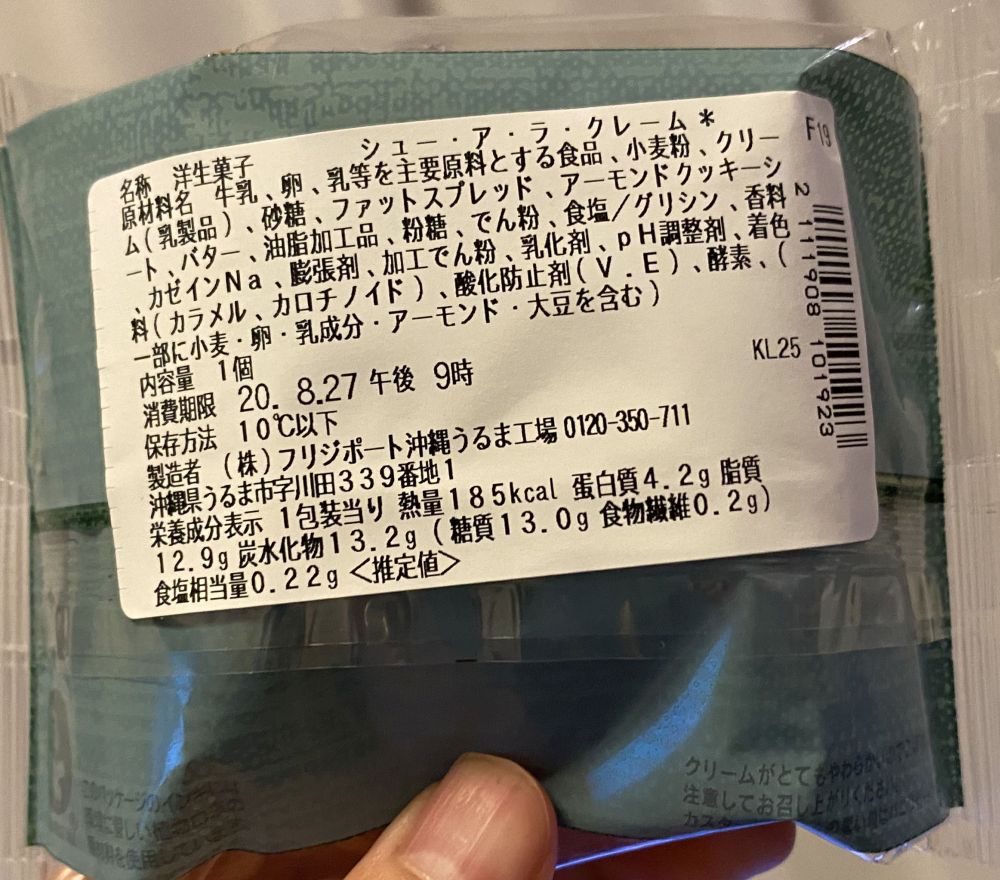 シュー・ア・ラ・クレーム*
名称 洋生菓子
原材料名 牛乳、卵、乳等を主要原料とする食品、小麦粉、クリー
ム(乳製品)、砂糖、ファットスプレッド、アーモンドクッキーシ
ート、バター、油脂加工品、粉糖、でん粉、食塩/グリシン、香料
、カゼインNa、膨張剤、加工でん粉、乳化剤、pH調整剤、着色
料(カラメル、カロチノイド)、酸化防止剤(V.E)、酵素、(
一部に小麦・卵・乳成分・アーモンド・大豆を含む)
内容量 1個
消費期限 20. 8.27 午後 9時
保存方法 10℃以下
製造者 (株)フリジポート沖縄うるま工場 0120-350-711
沖縄県うるま市字川田339番地1
栄養成分表示 1包装当り 熱量185kcal 蛋白質4.2g 脂質
12.9g 炭水化物13.2g (糖質13.0g 食物繊維0.2g)
食塩相当量0.22g <推定値>
F19
2 111908 101923
KL25
クリームがとてもやわらか
注意してお召し上がりくださ